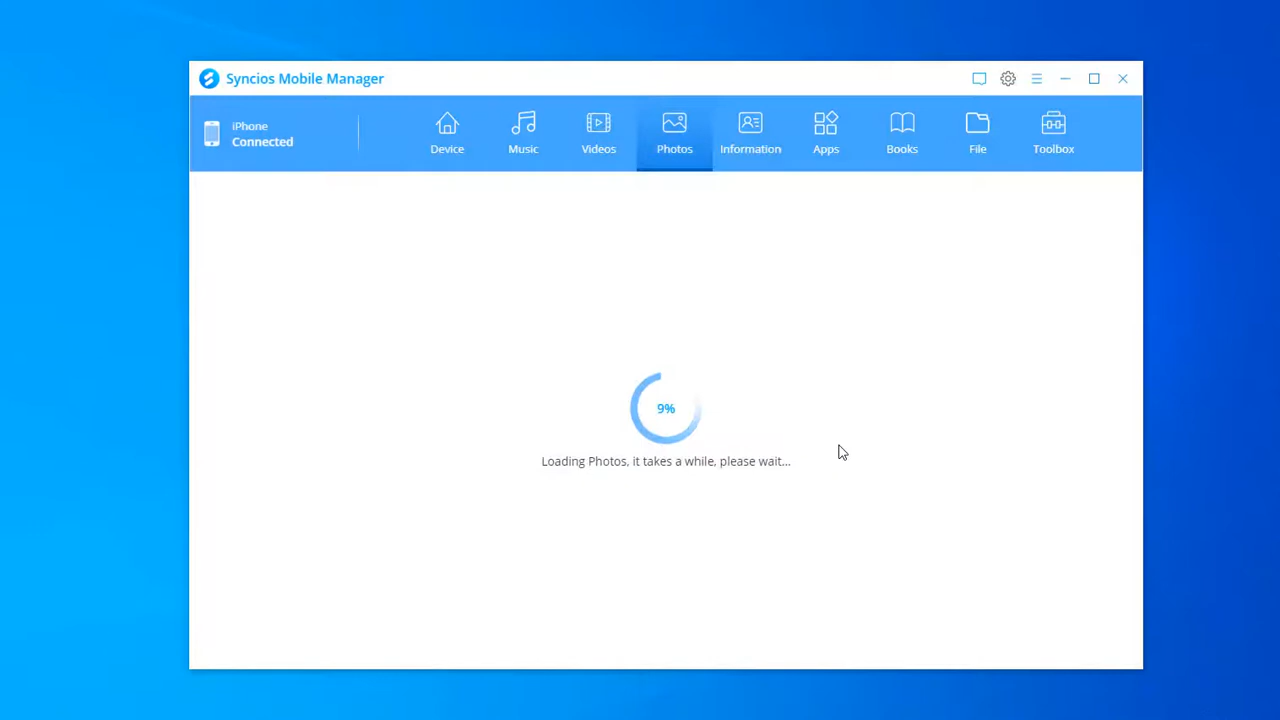 Syncios Mobile Manager
iPhone
Connected
Device
Music
Videos
Photos
Information
Apps
Books
File
Toolbox
9%
Loading Photos, it takes a while, please wait...